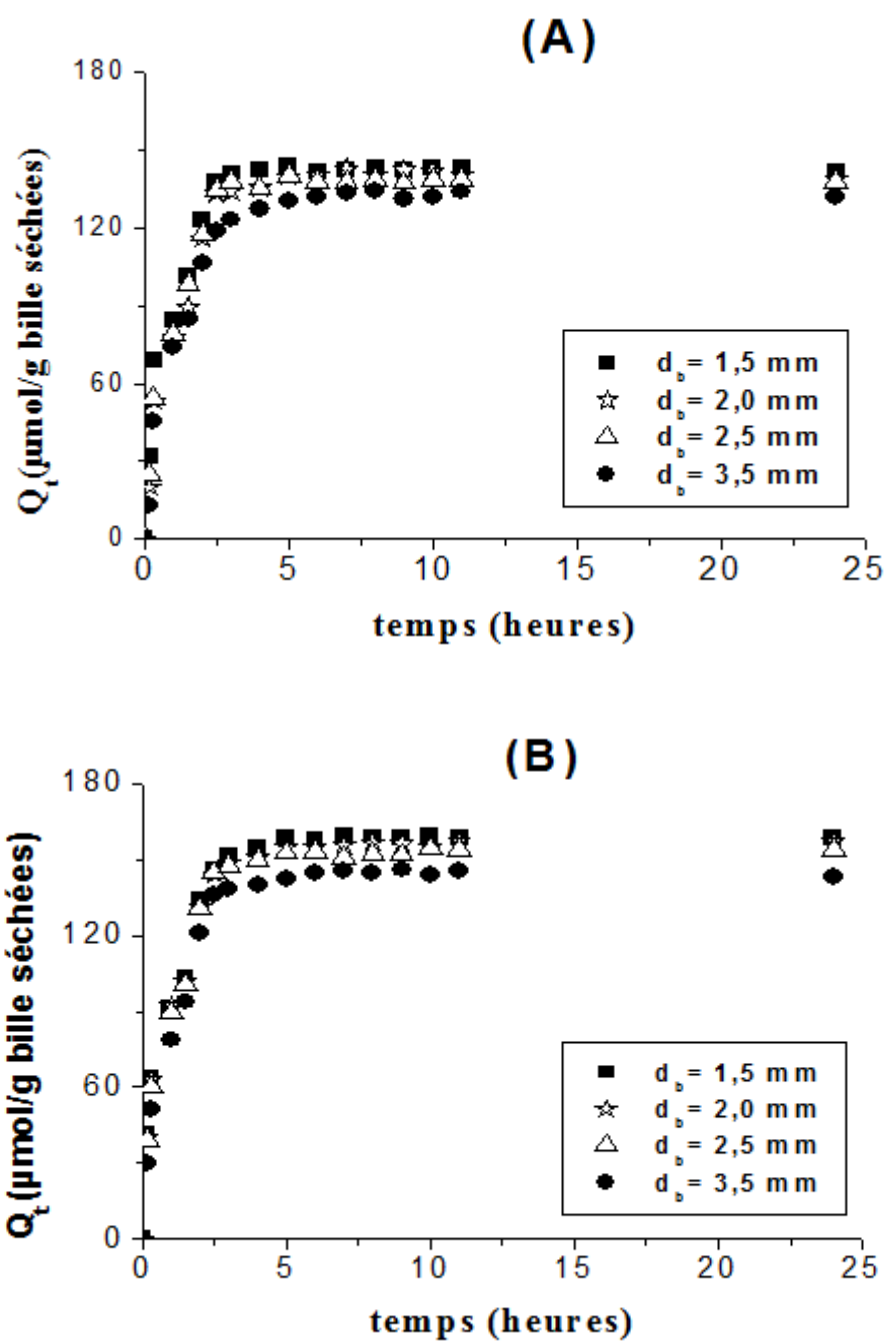 (A)
180
120
60
0
Qt(µmol/g bille séchées)
0 5 10 15 20 25
temps (heures)
db= 1,5 mm
db= 2,0 mm
db= 2,5 mm
db= 3,5 mm
(B)
180
120
60
0
Qt(µmol/g bille séchées)
0 5 10 15 20 25
temps (heures)
db= 1,5 mm
db= 2,0 mm
db= 2,5 mm
db= 3,5 mm